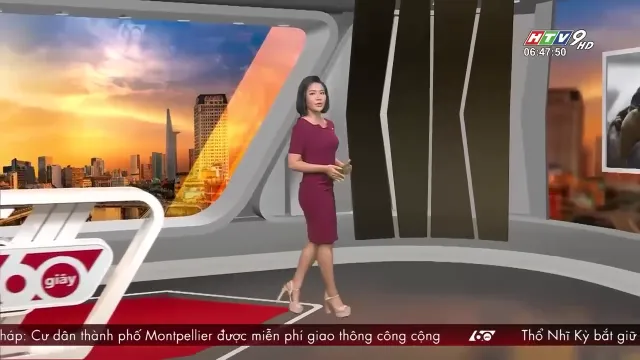 HTV9 HD
06:47:50
60
giây
háp: Cư dân thành phố Montpellier được miễn phí giao thông công cộng 60 Thổ Nhĩ Kỳ bắt giữ